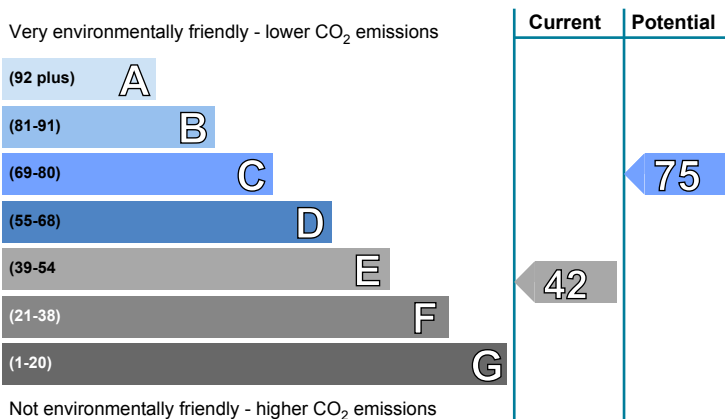 Very environmentally friendly - lower CO₂ emissions
Current
Potential
(92 plus) A
(81-91) B
(69-80) C
75
(55-68) D
(39-54 E
42
(21-38) F
(1-20) G
Not environmentally friendly - higher CO₂ emissions